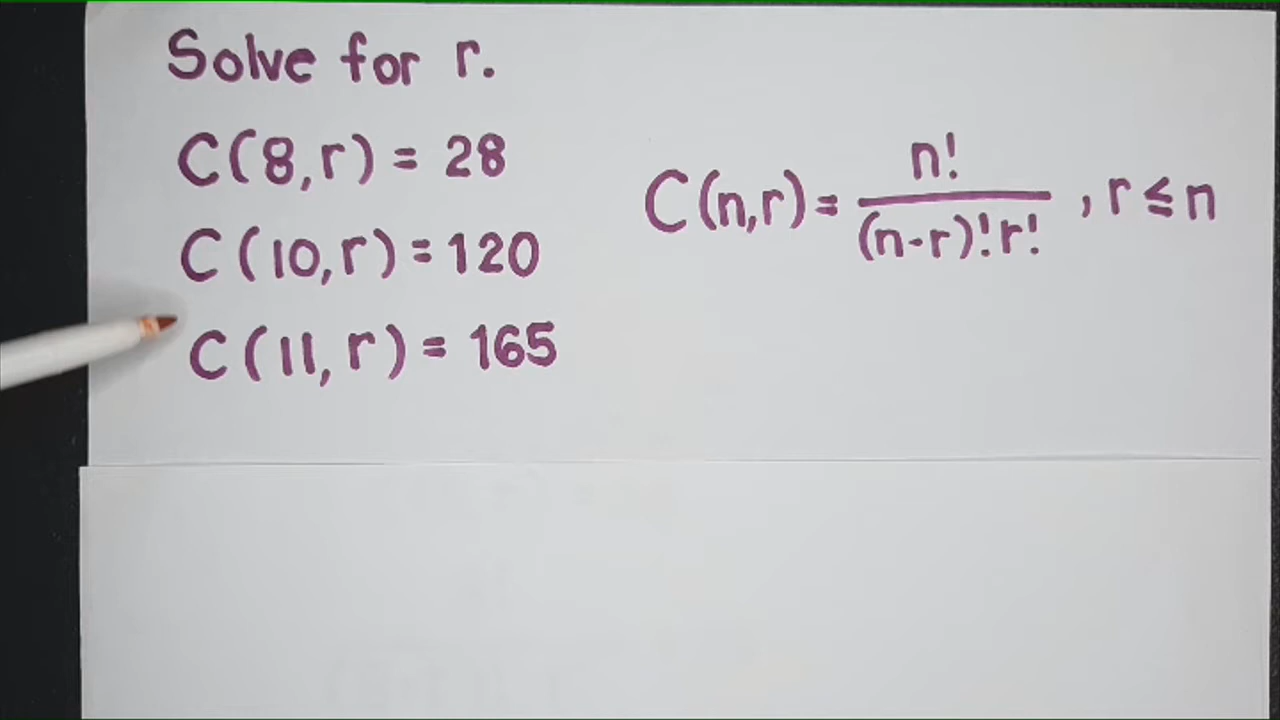 Solve for r.
C(8,r) = 28
C(10,r) = 120
C(11,r) = 165
C(n,r) = n! / (n-r)!r! , r ≤ n